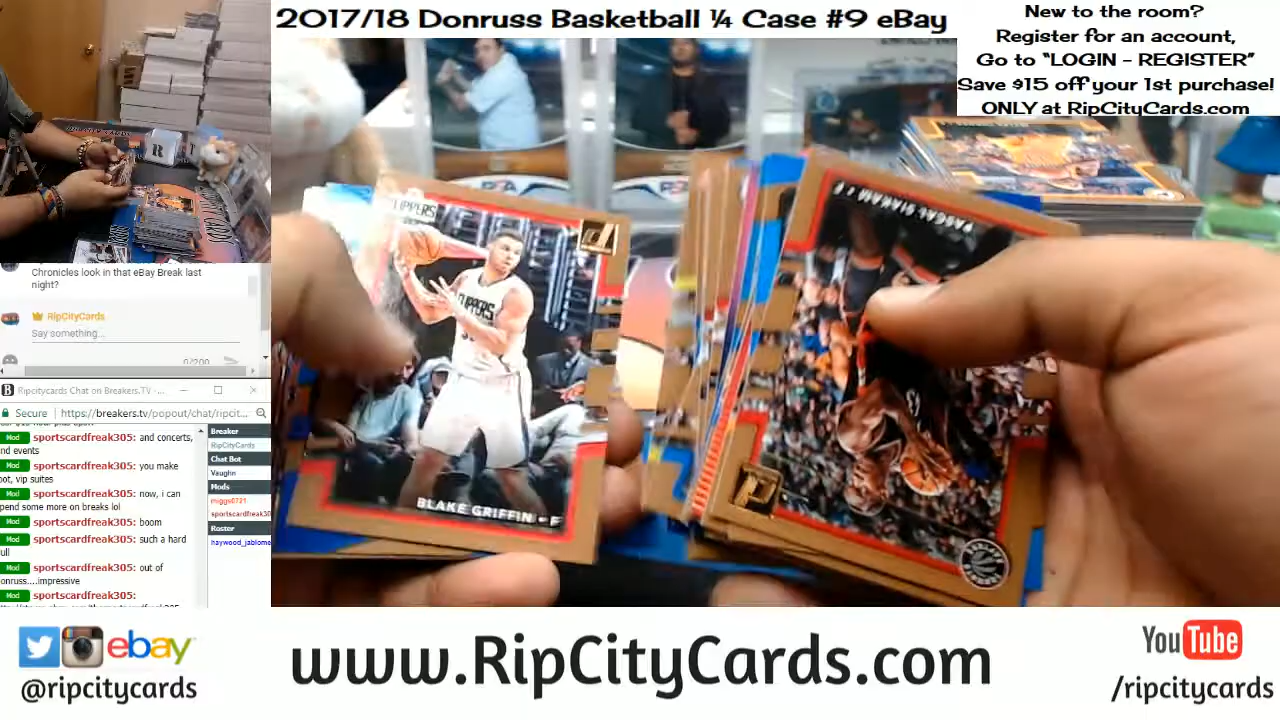 2017/18 Donruss Basketball ¼ Case #9 eBay
New to the room?
Register for an account,
Go to "LOGIN - REGISTER"
Save $15 off your 1st purchase!
ONLY at RipCityCards.com
Chronicles look in that eBay Break last
night?
RipCityCards
Say something...
0/200
Ripcitycards Chat on Breakers.TV - ...
Secure https://breakers.tv/popout/chat/ripcit...
Mod sportscardfreak305: and concerts,
nd events
Mod sportscardfreak305: you make
oot, vip suites
Mod sportscardfreak305: now, i can
pend some more on breaks lol
Mod sportscardfreak305: boom
Mod sportscardfreak305: such a hard
ull
Mod sportscardfreak305: out of
onruss....impressive
Mod sportscardfreak305:
Breaker
RipCityCards
Chat Bot
Vaughn
Mods
miggs0721
sportscardfreak30
Roster
haywood_jablome
CLIPPERS
CLIPPERS
BLAKE GRIFFIN - F
PASCAL SIAKAM - F
ebay
@ripcitycards
www.RipCityCards.com
YouTube
/ripcitycards